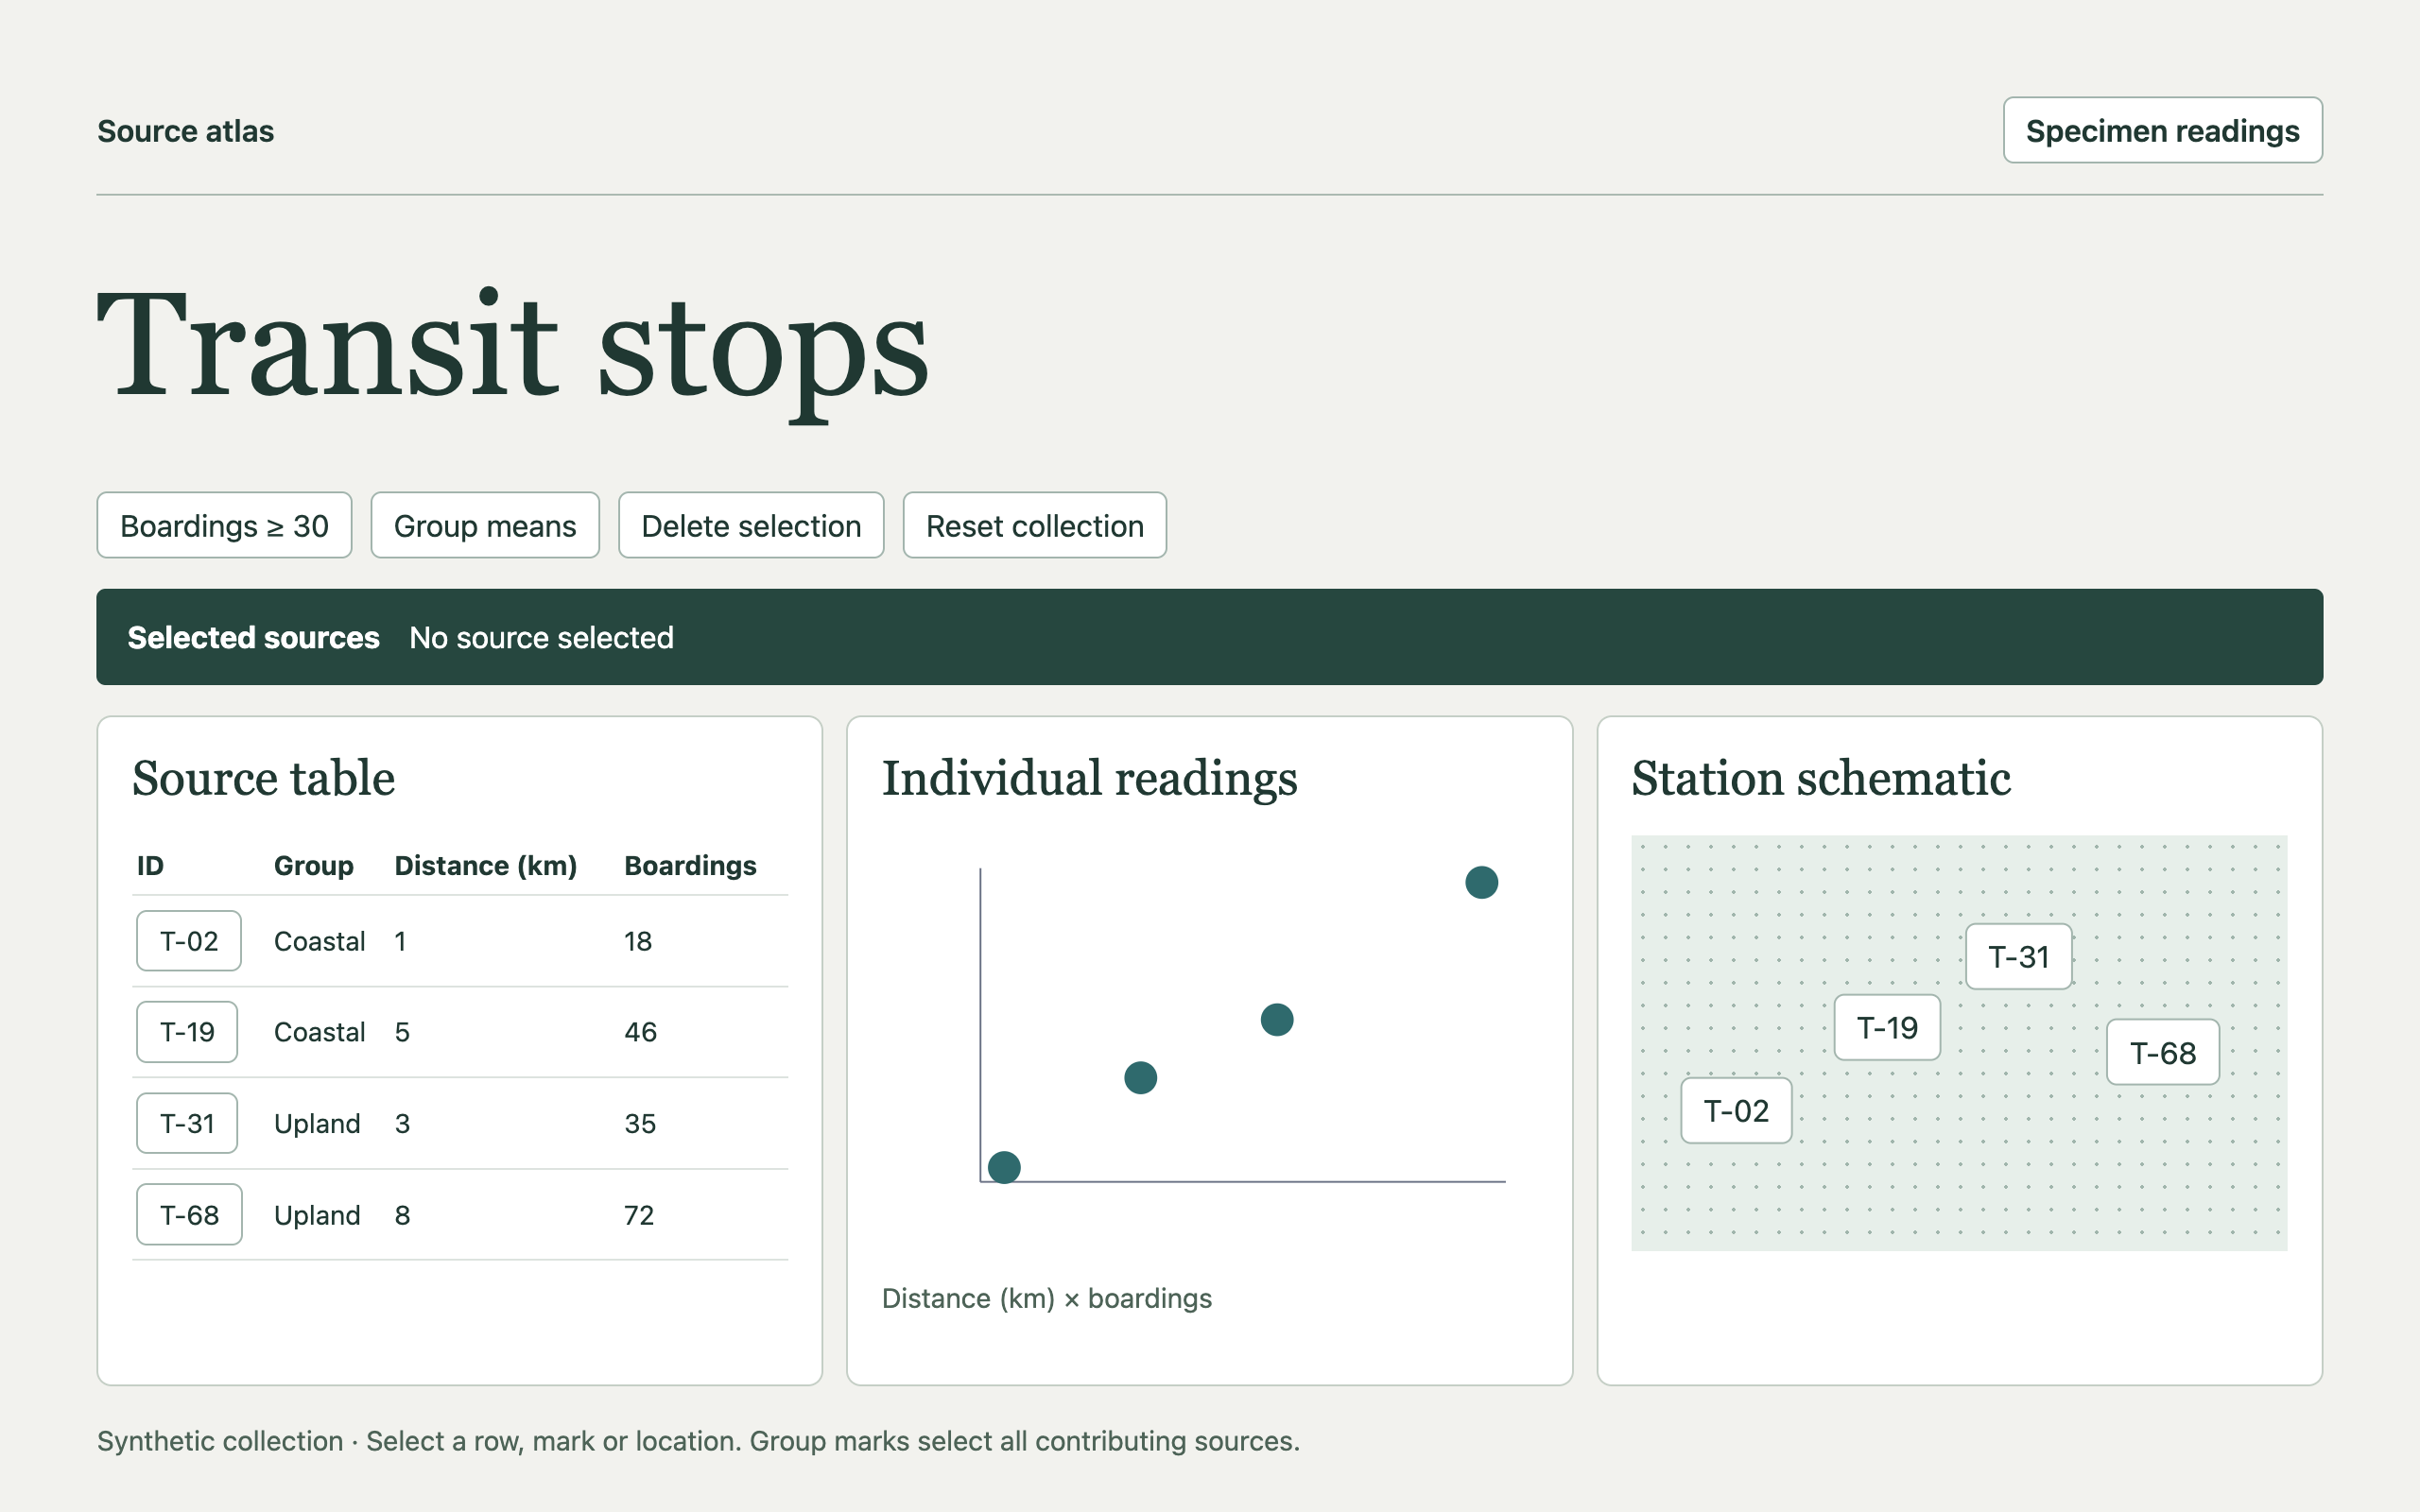 Source atlas
Specimen readings
Transit stops
Boardings ≥ 30
Group means
Delete selection
Reset collection
Selected sources No source selected
Source table
ID Group Distance (km) Boardings
T-02 Coastal 1 18
T-19 Coastal 5 46
T-31 Upland 3 35
T-68 Upland 8 72
Individual readings
Distance (km) × boardings
Station schematic
T-31
T-19
T-68
T-02
Synthetic collection · Select a row, mark or location. Group marks select all contributing sources.